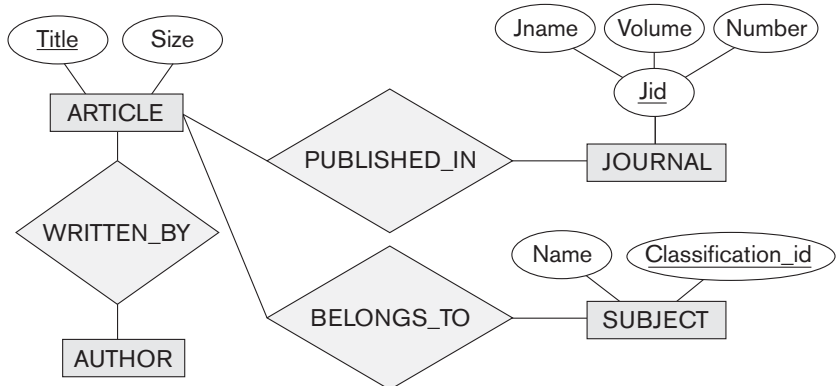 Title
Size
Jname
Volume
Number
Jid
ARTICLE
PUBLISHED_IN
JOURNAL
WRITTEN_BY
Name
Classification_id
BELONGS_TO
SUBJECT
AUTHOR